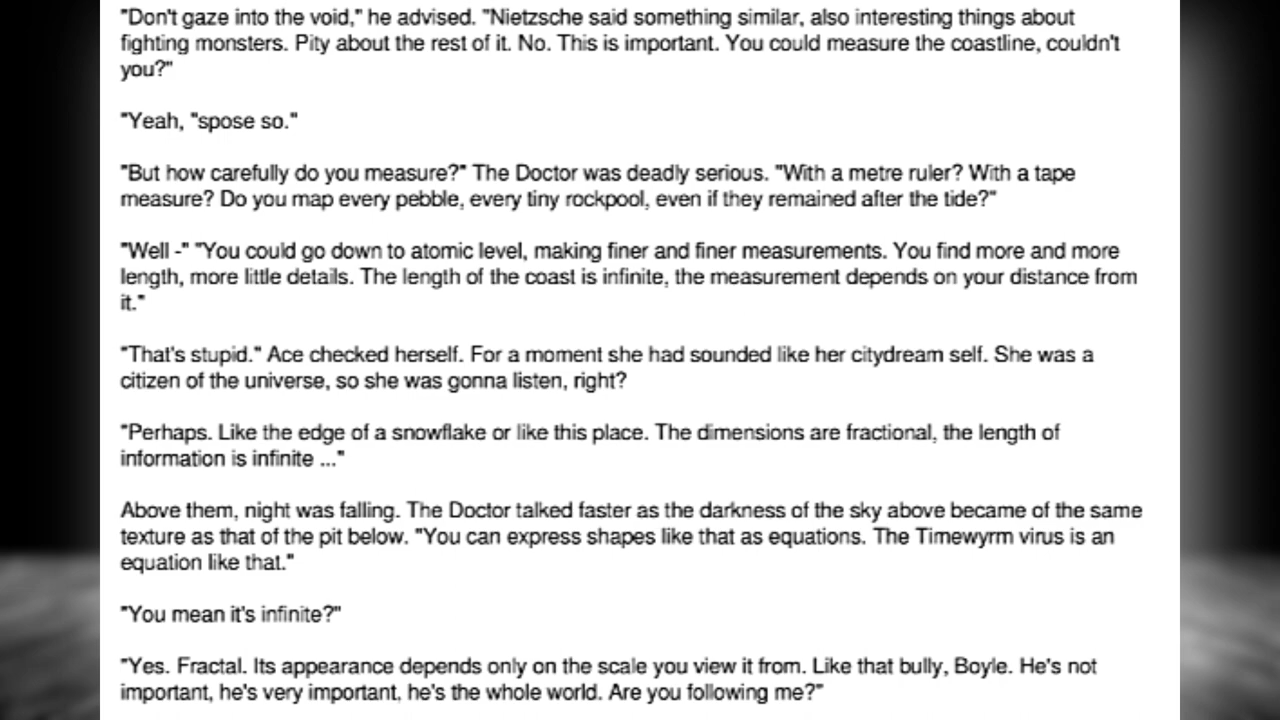 "Don't gaze into the void," he advised. "Nietzsche said something similar, also interesting things about
fighting monsters. Pity about the rest of it. No. This is important. You could measure the coastline, couldn't
you?"
"Yeah, "spose so."
"But how carefully do you measure?" The Doctor was deadly serious. "With a metre ruler? With a tape
measure? Do you map every pebble, every tiny rockpool, even if they remained after the tide?"
"Well -" "You could go down to atomic level, making finer and finer measurements. You find more and more
length, more little details. The length of the coast is infinite, the measurement depends on your distance from
it."
"That's stupid." Ace checked herself. For a moment she had sounded like her citydream self. She was a
citizen of the universe, so she was gonna listen, right?
"Perhaps. Like the edge of a snowflake or like this place. The dimensions are fractional, the length of
information is infinite ..."
Above them, night was falling. The Doctor talked faster as the darkness of the sky above became of the same
texture as that of the pit below. "You can express shapes like that as equations. The Timewyrm virus is an
equation like that."
"You mean it's infinite?"
"Yes. Fractal. Its appearance depends only on the scale you view it from. Like that bully, Boyle. He's not
important, he's very important, he's the whole world. Are you following me?"